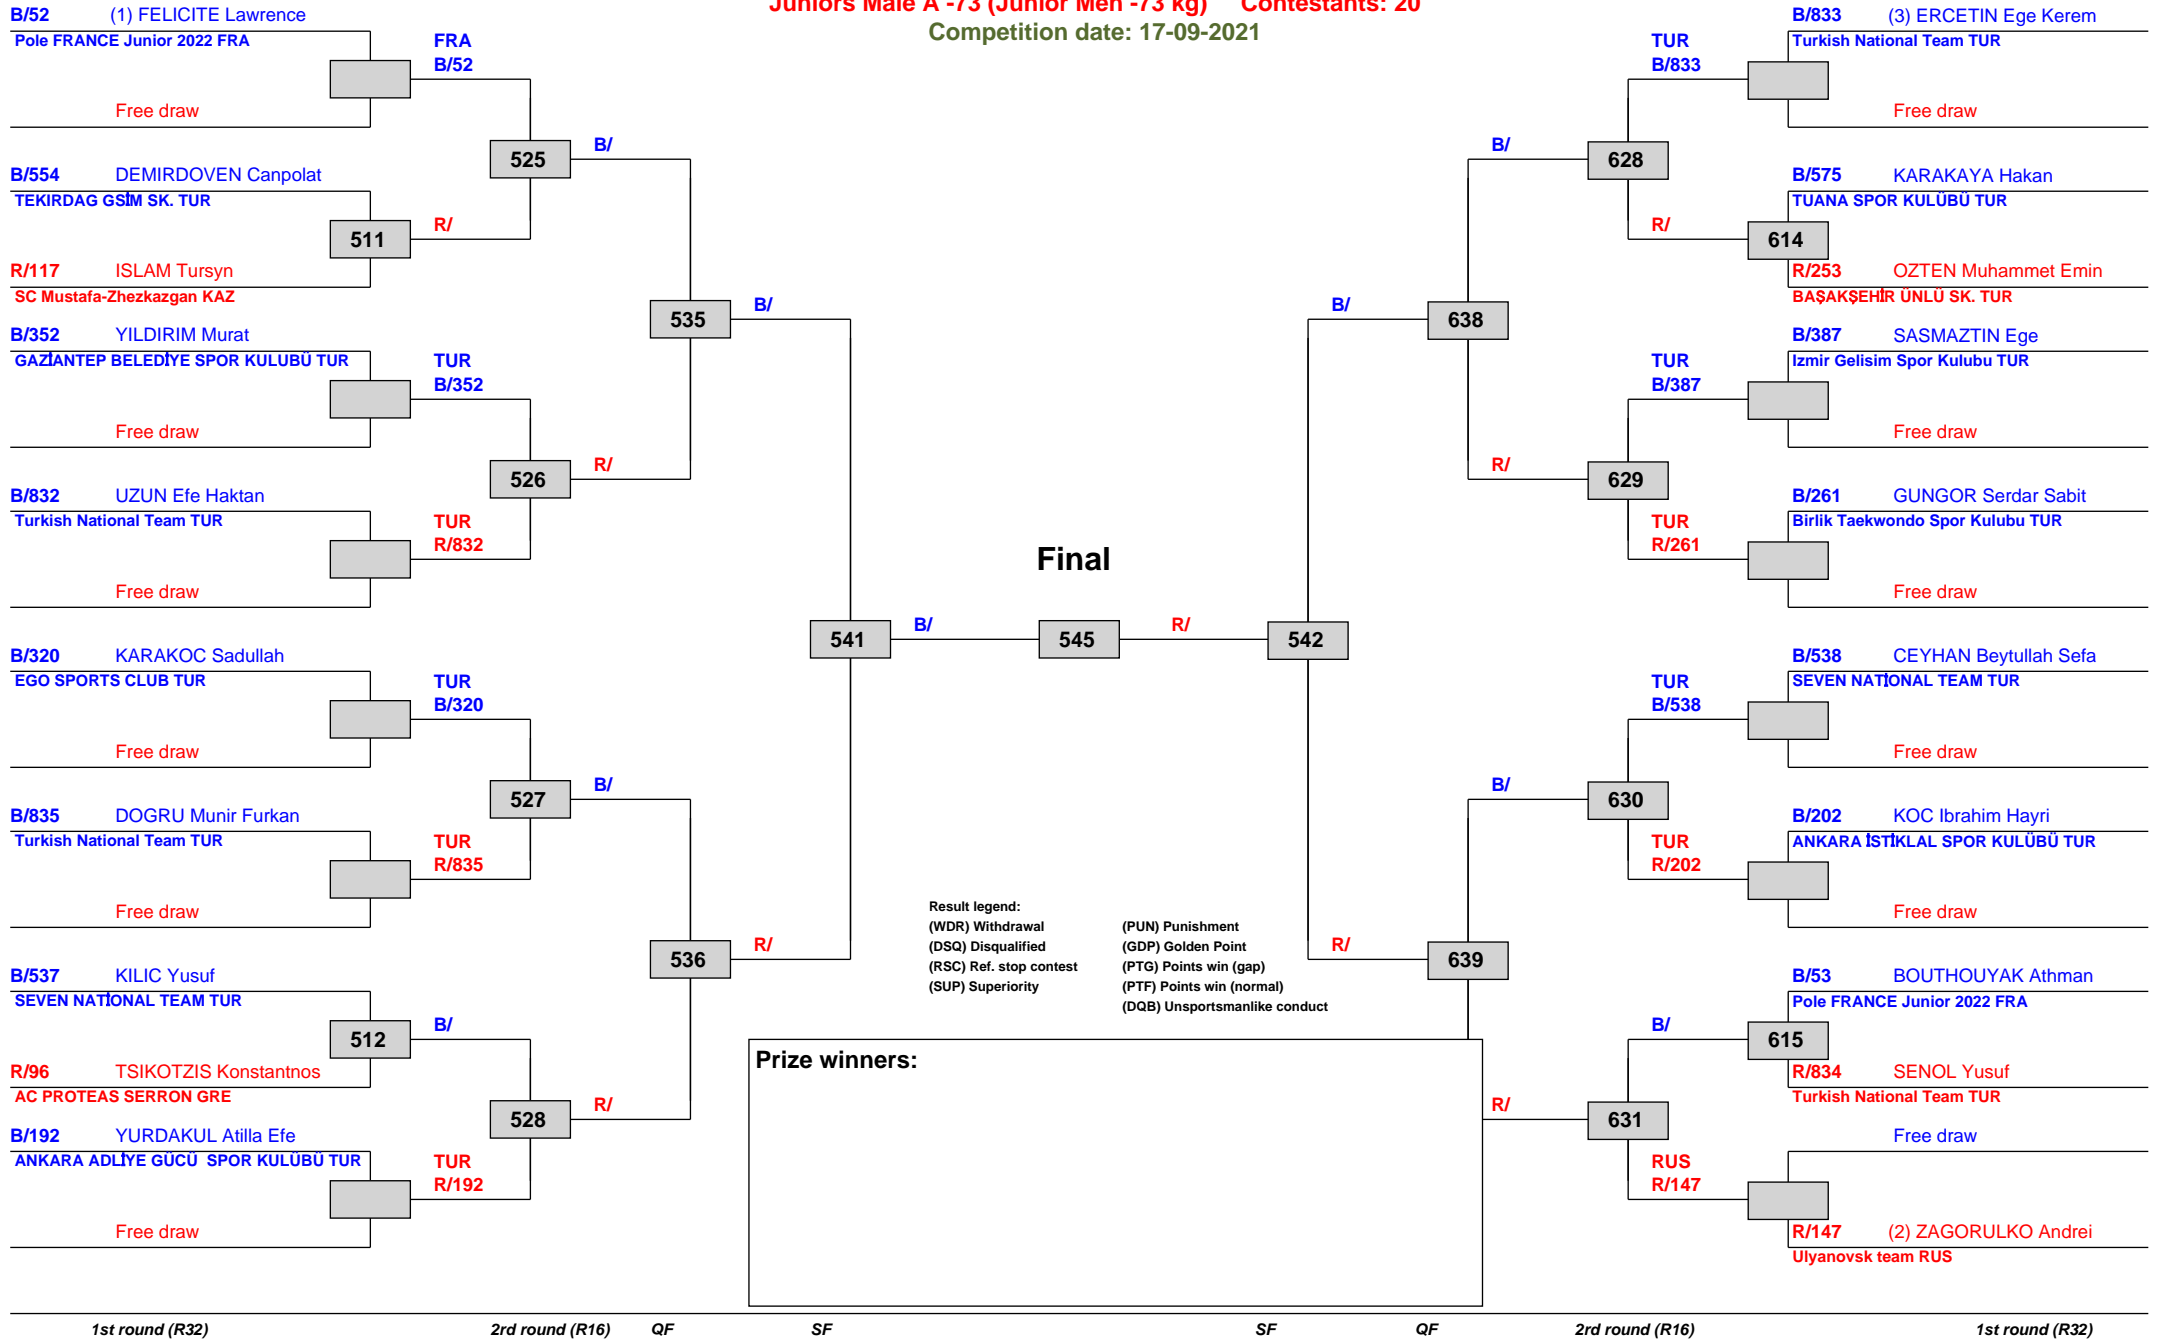 Juniors Male A -73 (Junior Men -73 kg) Contestants: 20
Competition date: 17-09-2021
B/52 (1) FELICITE Lawrence
Pole FRANCE Junior 2022 FRA
FRA
B/52
Free draw
525
B/
B/554 DEMIRDOVEN Canpolat
TEKIRDAG GSİM SK. TUR
511
R/
R/117 ISLAM Tursyn
SC Mustafa-Zhezkazgan KAZ
535
B/
B/352 YILDIRIM Murat
GAZİANTEP BELEDİYE SPOR KULUBÜ TUR
TUR
B/352
Free draw
526
R/
B/832 UZUN Efe Haktan
Turkish National Team TUR
TUR
R/832
Free draw
541
B/
B/320 KARAKOC Sadullah
EGO SPORTS CLUB TUR
TUR
B/320
Free draw
527
B/
B/835 DOGRU Munir Furkan
Turkish National Team TUR
TUR
R/835
Free draw
536
R/
B/537 KILIC Yusuf
SEVEN NATİONAL TEAM TUR
512
B/
R/96 TSIKOTZIS Konstantnos
AC PROTEAS SERRON GRE
528
R/
B/192 YURDAKUL Atilla Efe
ANKARA ADLİYE GÜCÜ SPOR KULÜBÜ TUR
TUR
R/192
Free draw
Final
545
R/
542
B/833 (3) ERCETIN Ege Kerem
Turkish National Team TUR
TUR
B/833
Free draw
B/
628
B/575 KARAKAYA Hakan
TUANA SPOR KULÜBÜ TUR
R/
614
R/253 OZTEN Muhammet Emin
BAŞAKŞEHİR ÜNLÜ SK. TUR
B/
638
B/387 SASMAZTIN Ege
Izmir Gelisim Spor Kulubu TUR
TUR
B/387
Free draw
R/
629
B/261 GUNGOR Serdar Sabit
Birlik Taekwondo Spor Kulubu TUR
TUR
R/261
Free draw
B/538 CEYHAN Beytullah Sefa
SEVEN NATİONAL TEAM TUR
TUR
B/538
Free draw
B/
630
B/202 KOC Ibrahim Hayri
ANKARA İSTİKLAL SPOR KULÜBÜ TUR
TUR
R/202
Free draw
R/
639
B/53 BOUTHOUYAK Athman
Pole FRANCE Junior 2022 FRA
B/
615
R/834 SENOL Yusuf
Turkish National Team TUR
R/
631
Free draw
RUS
R/147
R/147 (2) ZAGORULKO Andrei
Ulyanovsk team RUS
Result legend:
(WDR) Withdrawal (PUN) Punishment
(DSQ) Disqualified (GDP) Golden Point
(RSC) Ref. stop contest (PTG) Points win (gap)
(SUP) Superiority (PTF) Points win (normal)
(DQB) Unsportsmanlike conduct
Prize winners:
1st round (R32) 2rd round (R16) QF SF SF QF 2rd round (R16) 1st round (R32)